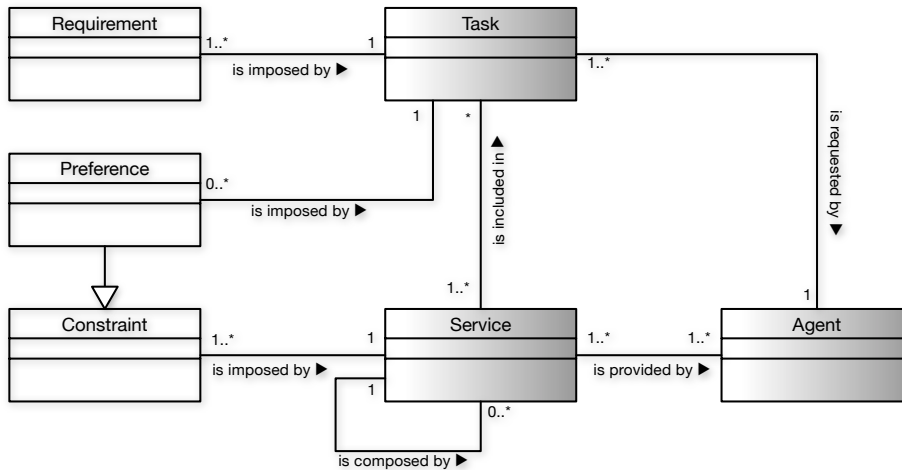 Requirement
Task
1..*
1
is imposed by ▶
1..*
1
*
is requested by ▶
Preference
0..*
is imposed by ▶
is included in ▶
1..*
1
Constraint
Service
Agent
1..*
1
1..*
1..*
is imposed by ▶
is provided by ▶
1
0..*
is composed by ▶